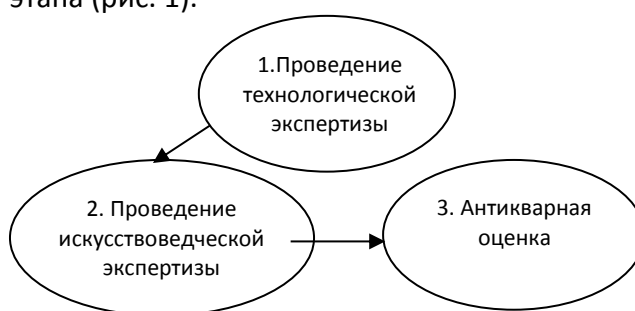 этапа (рис. 1).
1.Проведение
технологической
экспертизы
2. Проведение
искусствоведческой
экспертизы
3. Антикварная
оценка